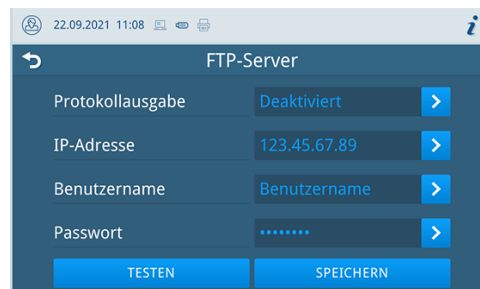 22.09.2021 11:08
FTP-Server
Protokollausgabe Deaktiviert
IP-Adresse 123.45.67.89
Benutzername Benutzername
Passwort ••••••••
TESTEN SPEICHERN